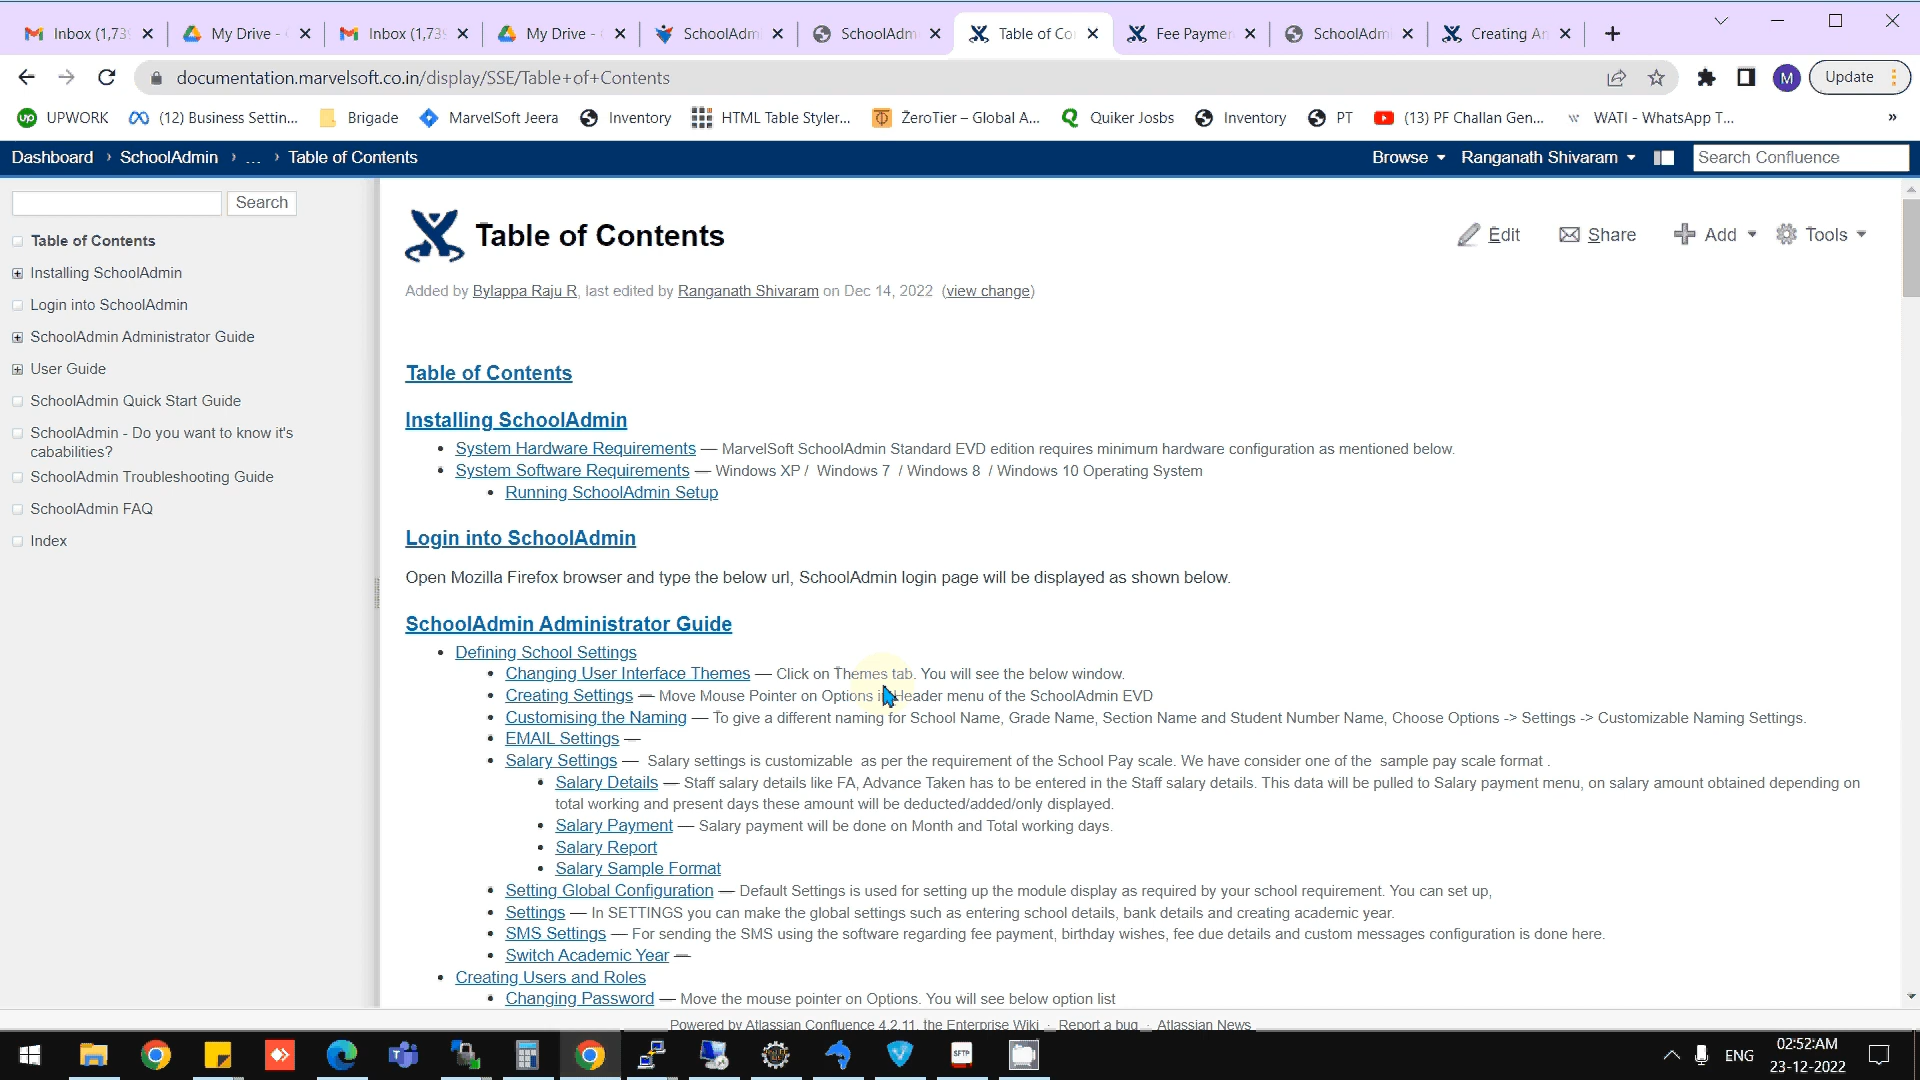 Inbox (1,739
My Drive -
Inbox (1,739
My Drive -
SchoolAdm
SchoolAdm
Table of Co
Fee Paymen
SchoolAdm
Creating An
documentation.marvelsoft.co.in/display/SSE/Table+of+Contents
M
Update
UPWORK
(12) Business Settin...
Brigade
MarvelSoft Jeera
Inventory
HTML Table Styler...
ZeroTier – Global A...
Quiker Josbs
Inventory
PT
(13) PF Challan Gen...
WATI - WhatsApp T...
»
Dashboard › SchoolAdmin › ... › Table of Contents
Browse
Ranganath Shivaram
Search Confluence
Search
Table of Contents
Installing SchoolAdmin
Login into SchoolAdmin
SchoolAdmin Administrator Guide
User Guide
SchoolAdmin Quick Start Guide
SchoolAdmin - Do you want to know it's
cababilities?
SchoolAdmin Troubleshooting Guide
SchoolAdmin FAQ
Index
Table of Contents
Edit
Share
Add
Tools
Added by Bylappa Raju R, last edited by Ranganath Shivaram on Dec 14, 2022 (view change)
Table of Contents
Installing SchoolAdmin
• System Hardware Requirements — MarvelSoft SchoolAdmin Standard EVD edition requires minimum hardware configuration as mentioned below.
• System Software Requirements — Windows XP / Windows 7 / Windows 8 / Windows 10 Operating System
• Running SchoolAdmin Setup
Login into SchoolAdmin
Open Mozilla Firefox browser and type the below url, SchoolAdmin login page will be displayed as shown below.
SchoolAdmin Administrator Guide
• Defining School Settings
• Changing User Interface Themes — Click on Themes tab. You will see the below window.
• Creating Settings — Move Mouse Pointer on Options in Header menu of the SchoolAdmin EVD
• Customising the Naming — To give a different naming for School Name, Grade Name, Section Name and Student Number Name, Choose Options -> Settings -> Customizable Naming Settings.
• EMAIL Settings —
• Salary Settings — Salary settings is customizable as per the requirement of the School Pay scale. We have consider one of the sample pay scale format .
• Salary Details — Staff salary details like FA, Advance Taken has to be entered in the Staff salary details. This data will be pulled to Salary payment menu, on salary amount obtained depending on
total working and present days these amount will be deducted/added/only displayed.
• Salary Payment — Salary payment will be done on Month and Total working days.
• Salary Report
• Salary Sample Format
• Setting Global Configuration — Default Settings is used for setting up the module display as required by your school requirement. You can set up,
• Settings — In SETTINGS you can make the global settings such as entering school details, bank details and creating academic year.
• SMS Settings — For sending the SMS using the software regarding fee payment, birthday wishes, fee due details and custom messages configuration is done here.
• Switch Academic Year —
• Creating Users and Roles
• Changing Password — Move the mouse pointer on Options. You will see below option list
Powered by Atlassian Confluence 4.2.11, the Enterprise Wiki · Report a bug · Atlassian News
SFTP
ENG
02:52:AM
23-12-2022